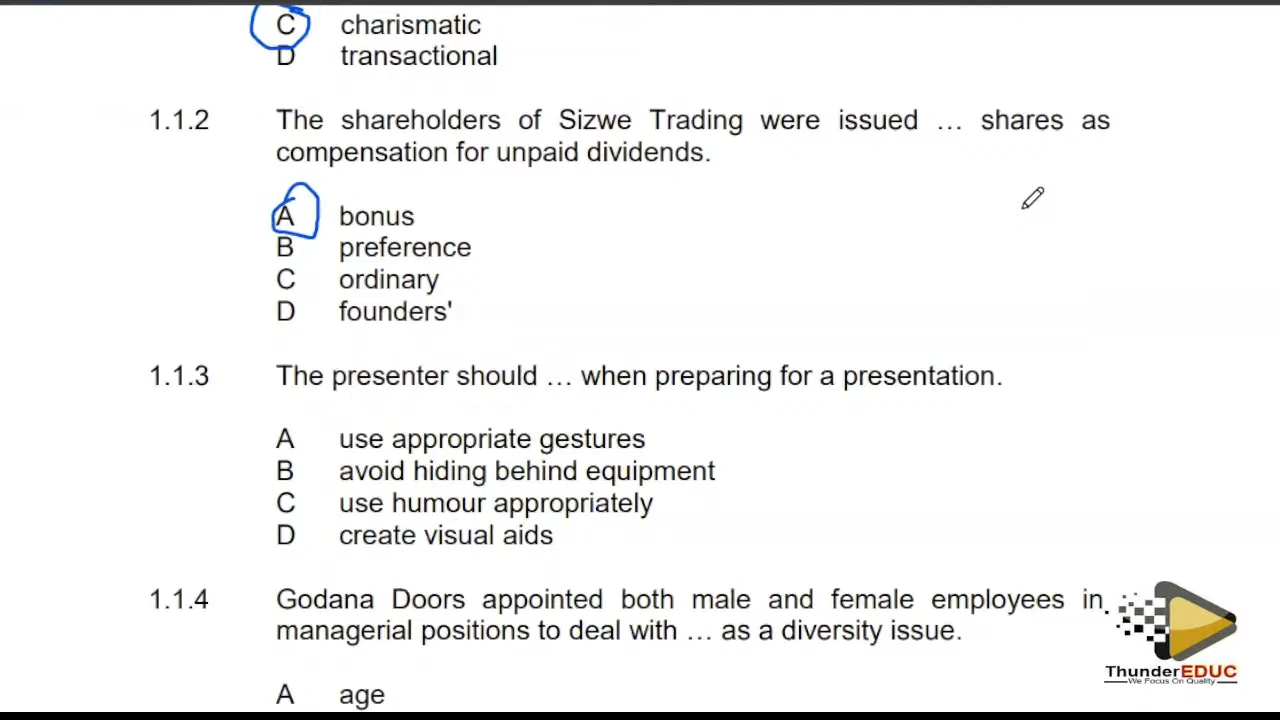 C charismatic
D transactional
1.1.2 The shareholders of Sizwe Trading were issued … shares as
compensation for unpaid dividends.
A bonus
B preference
C ordinary
D founders'
1.1.3 The presenter should … when preparing for a presentation.
A use appropriate gestures
B avoid hiding behind equipment
C use humour appropriately
D create visual aids
1.1.4 Godana Doors appointed both male and female employees in
managerial positions to deal with … as a diversity issue.
A age
ThunderEDUC
We Focus On Quality